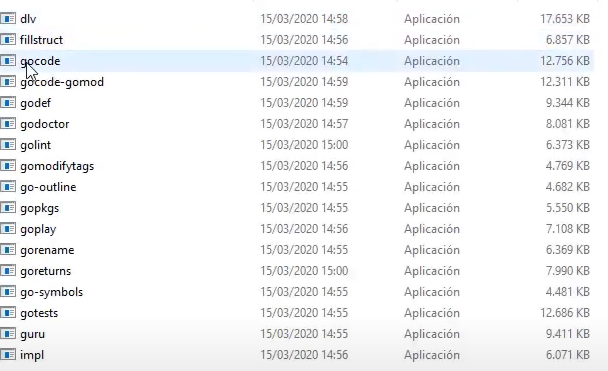 dlv 15/03/2020 14:58 Aplicación 17.653 KB
fillstruct 15/03/2020 14:56 Aplicación 6.857 KB
gocode 15/03/2020 14:54 Aplicación 12.756 KB
gocode-gomod 15/03/2020 14:59 Aplicación 12.311 KB
godef 15/03/2020 14:59 Aplicación 9.344 KB
godoctor 15/03/2020 14:57 Aplicación 8.081 KB
golint 15/03/2020 15:00 Aplicación 6.373 KB
gomodifytags 15/03/2020 14:56 Aplicación 4.769 KB
go-outline 15/03/2020 14:55 Aplicación 4.682 KB
gopkgs 15/03/2020 14:55 Aplicación 5.550 KB
goplay 15/03/2020 14:56 Aplicación 7.108 KB
gorename 15/03/2020 14:55 Aplicación 6.369 KB
goreturns 15/03/2020 15:00 Aplicación 7.990 KB
go-symbols 15/03/2020 14:55 Aplicación 4.481 KB
gotests 15/03/2020 14:55 Aplicación 12.686 KB
guru 15/03/2020 14:55 Aplicación 9.411 KB
impl 15/03/2020 14:56 Aplicación 6.071 KB